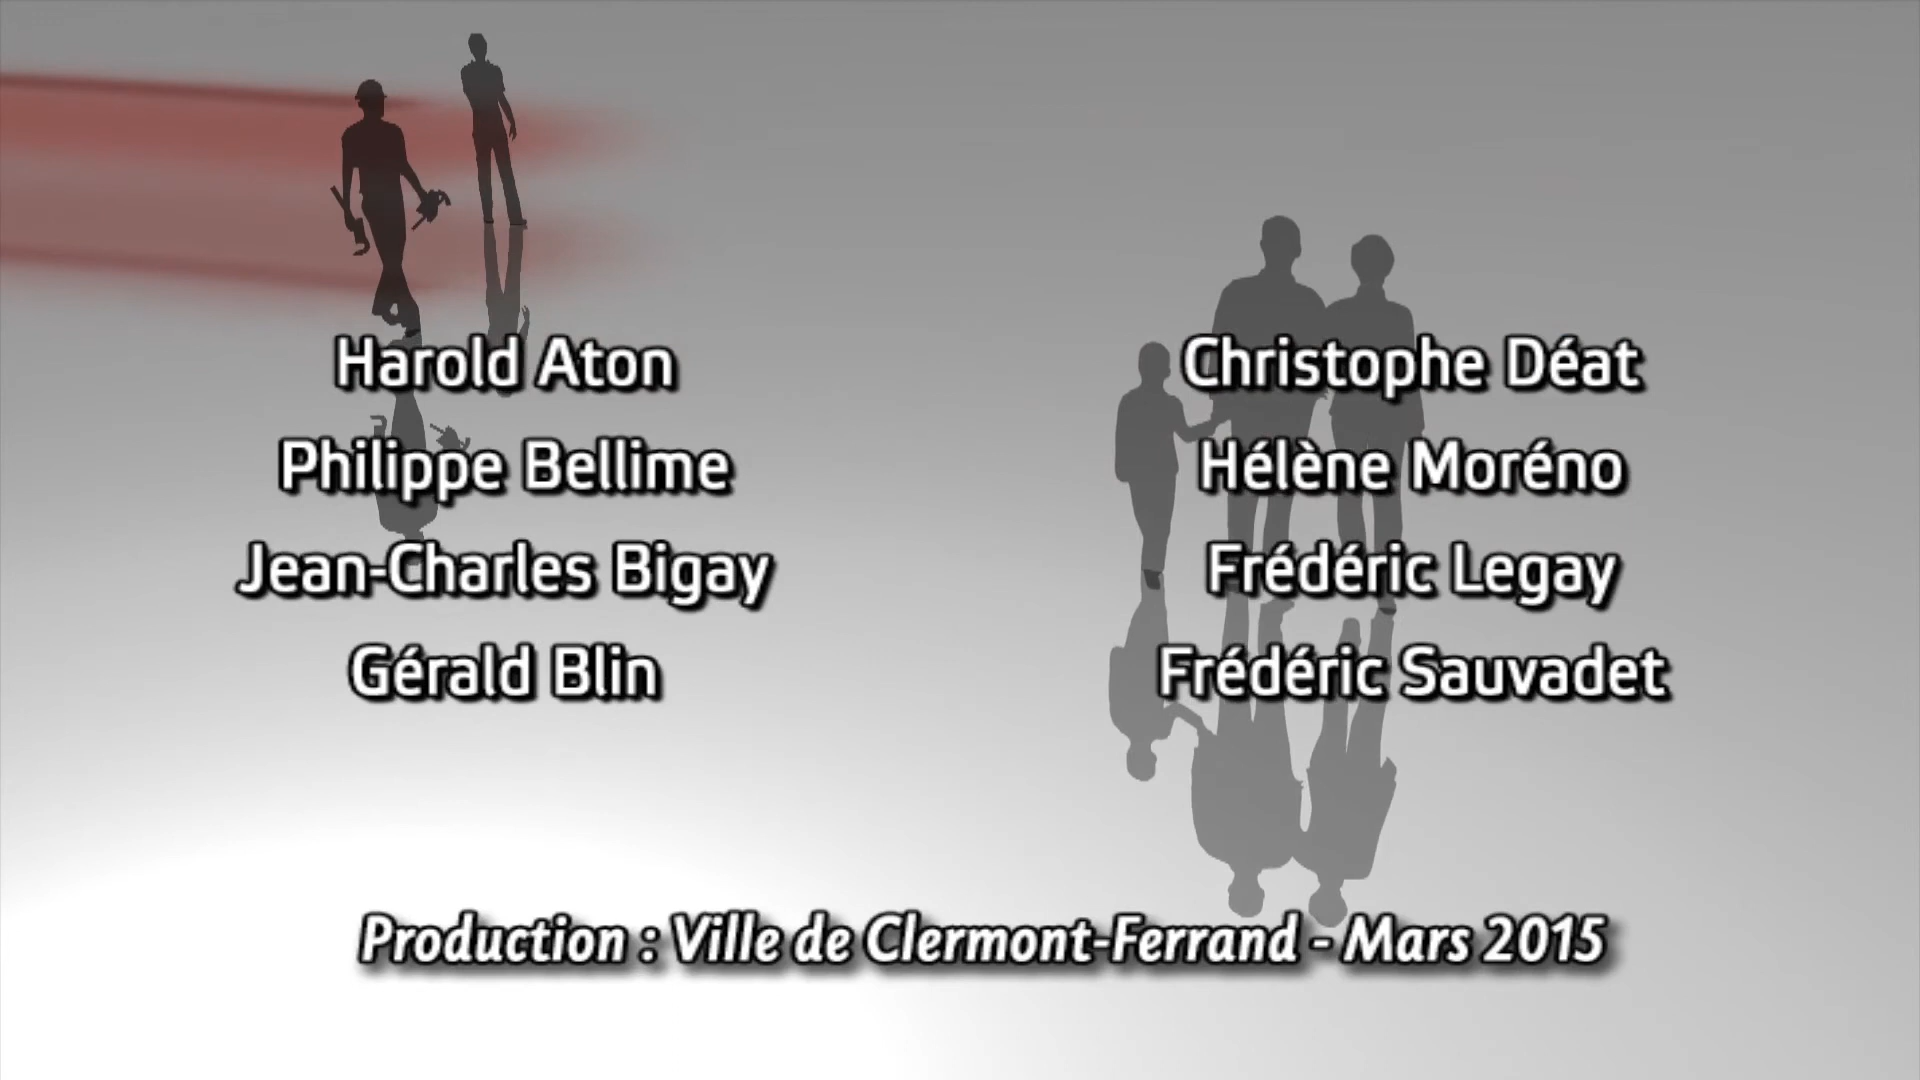 Harold Aton
Philippe Bellime
Jean-Charles Bigay
Gérald Blin
Christophe Déat
Hélène Moréno
Frédéric Legay
Frédéric Sauvadet
Production : Ville de Clermont-Ferrand - Mars 2015